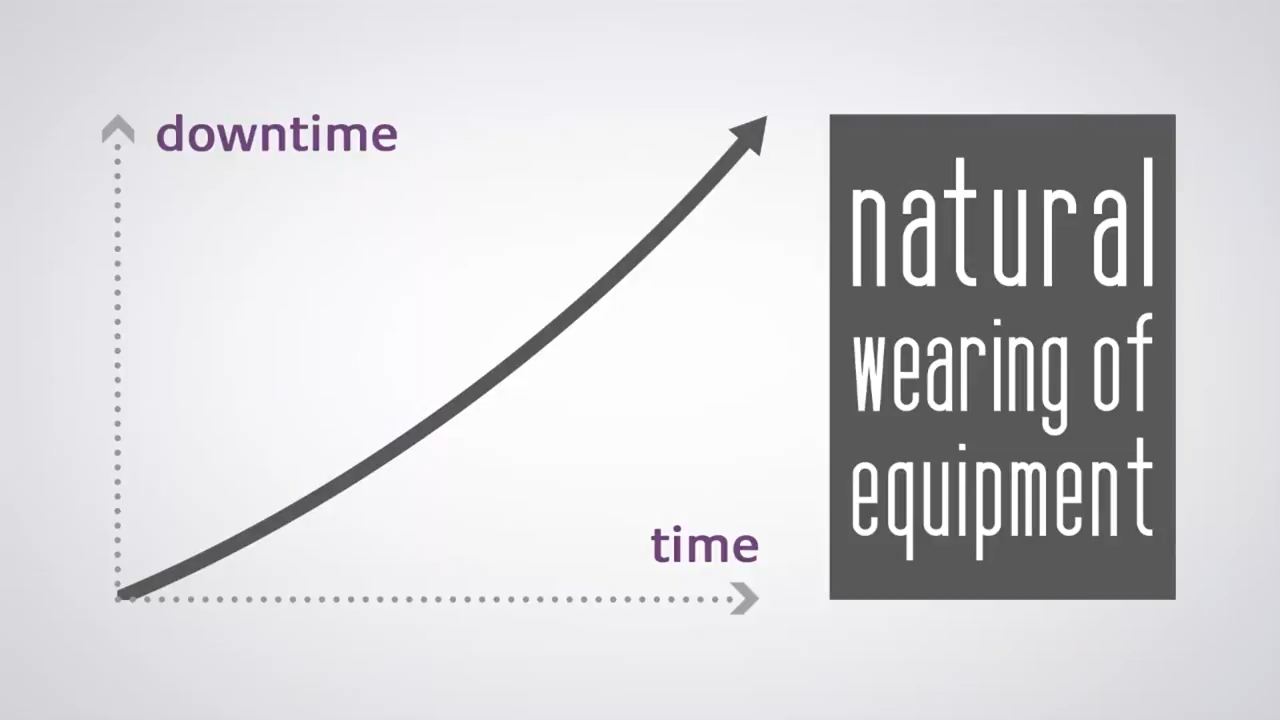 downtime
time
natural
wearing of
equipment